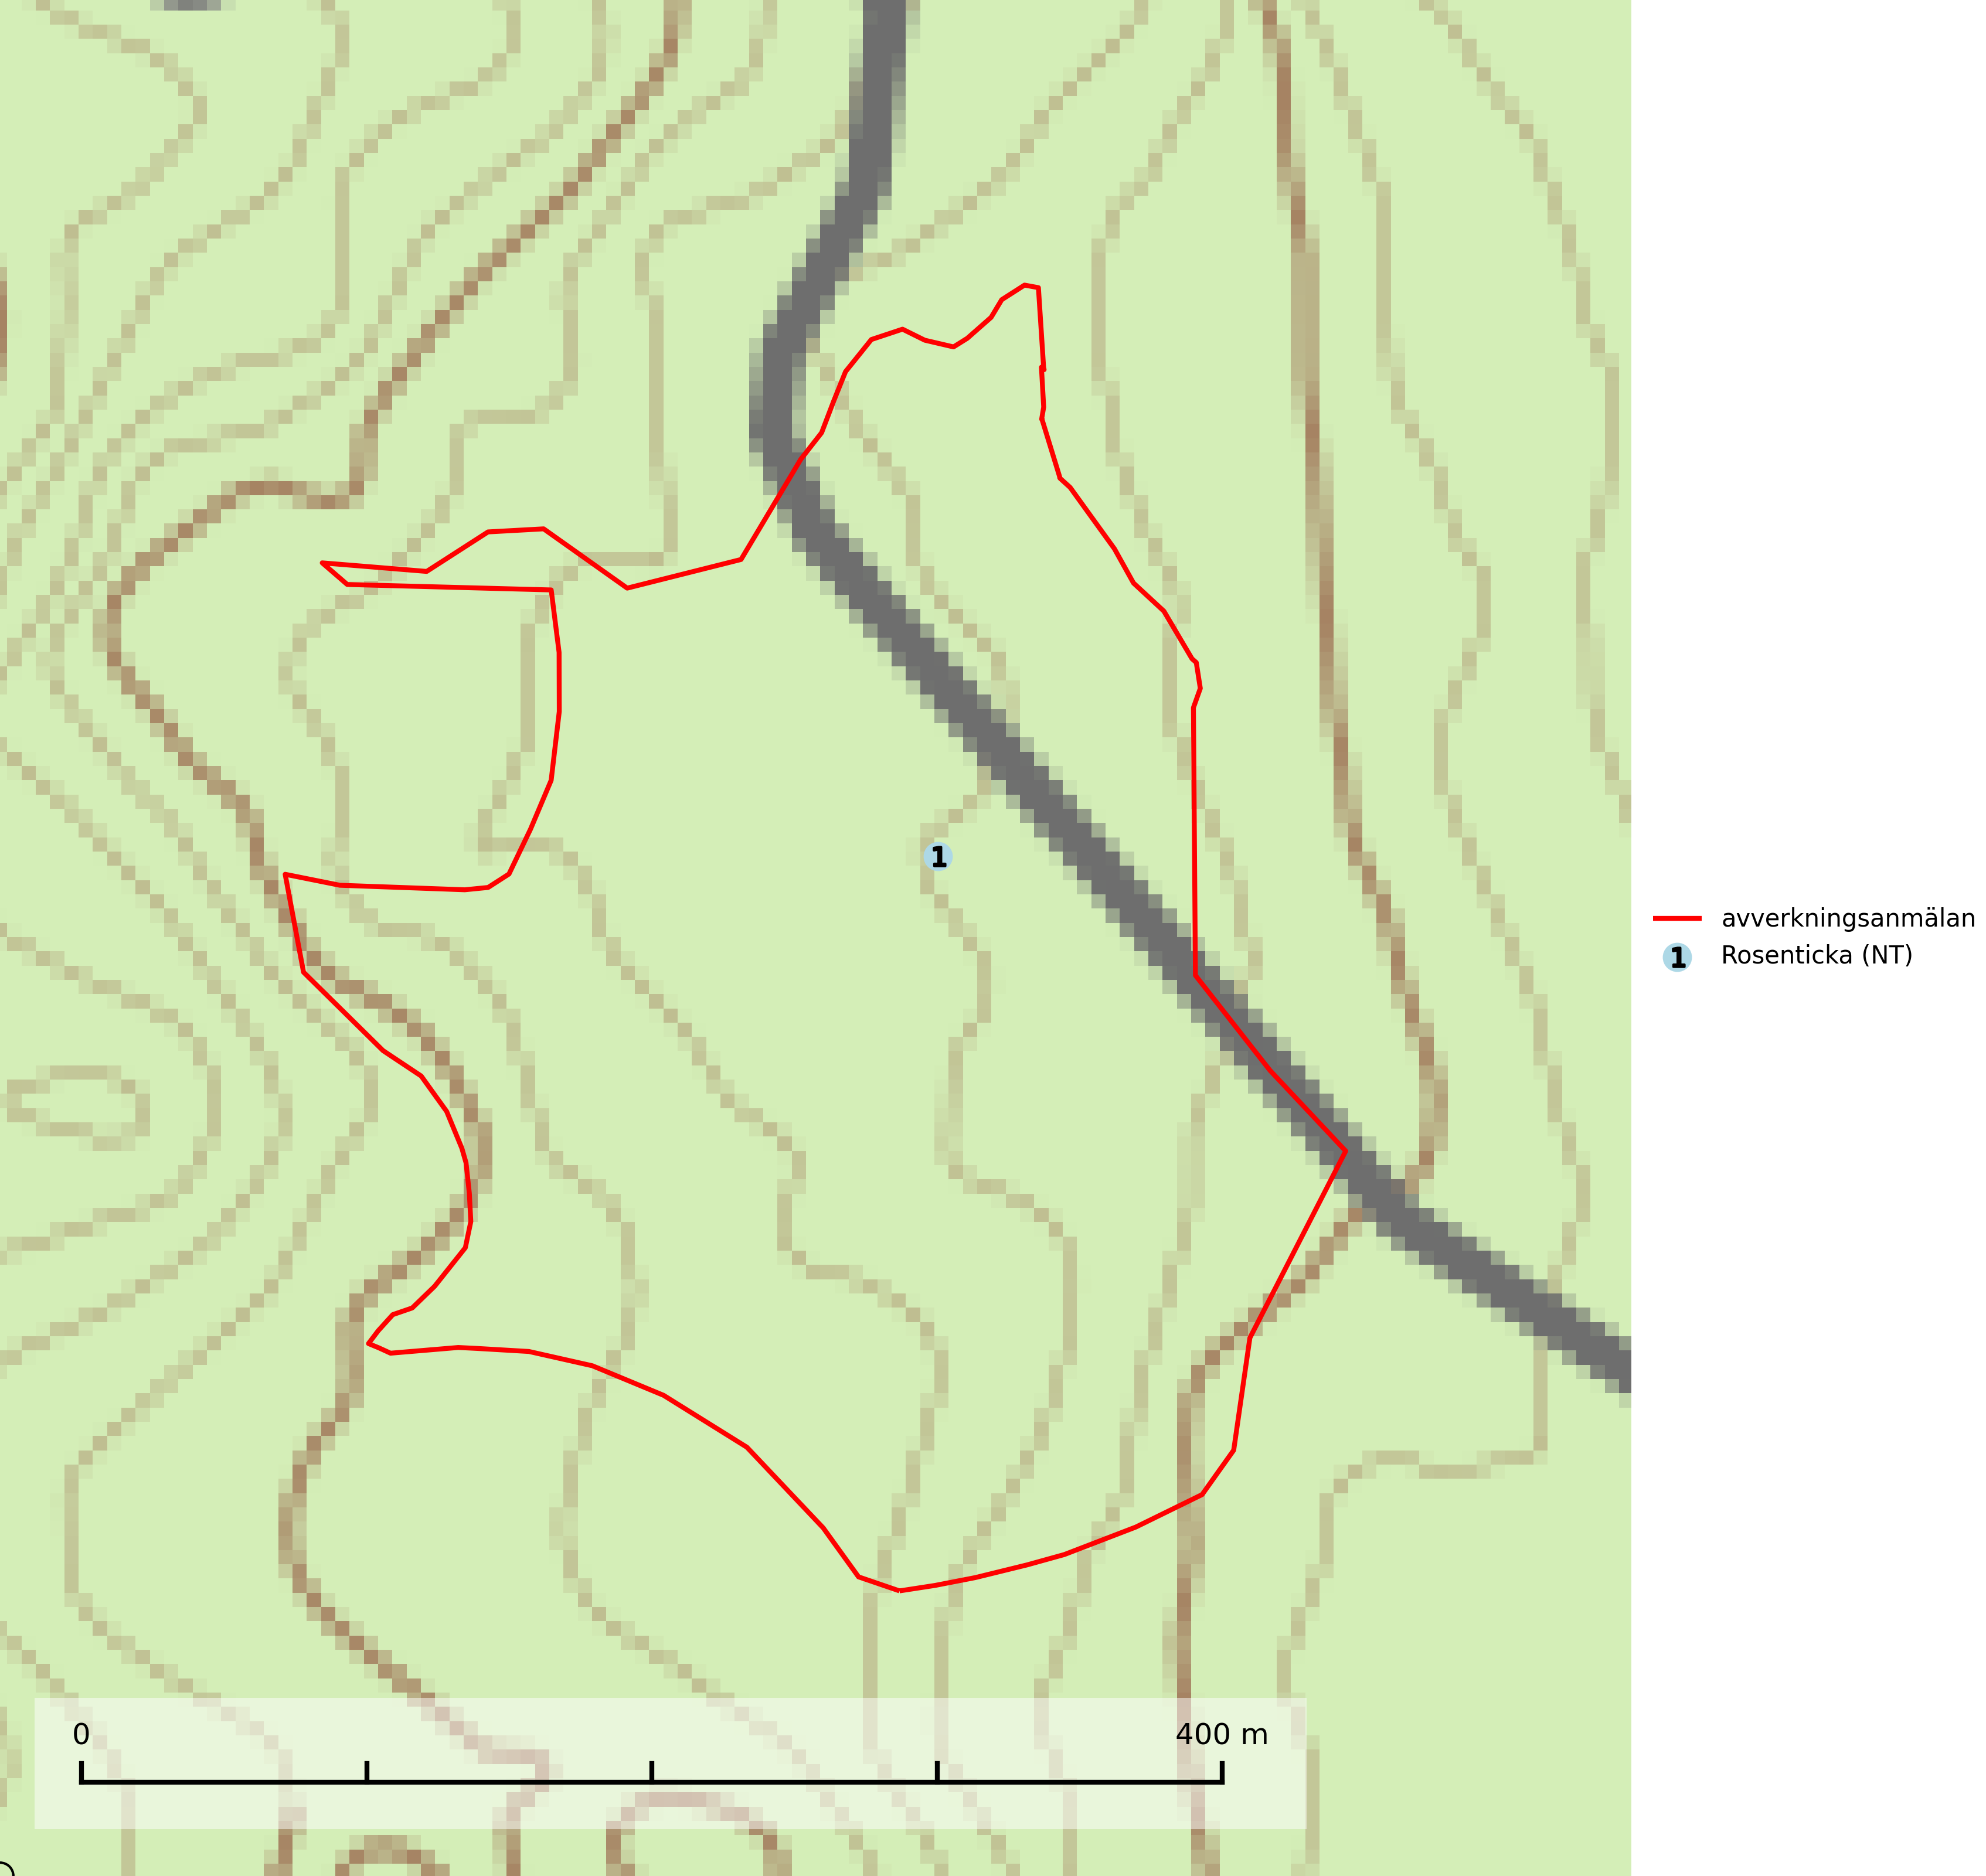 1
avverkningsanmälan
1 Rosenticka (NT)
0 400 m